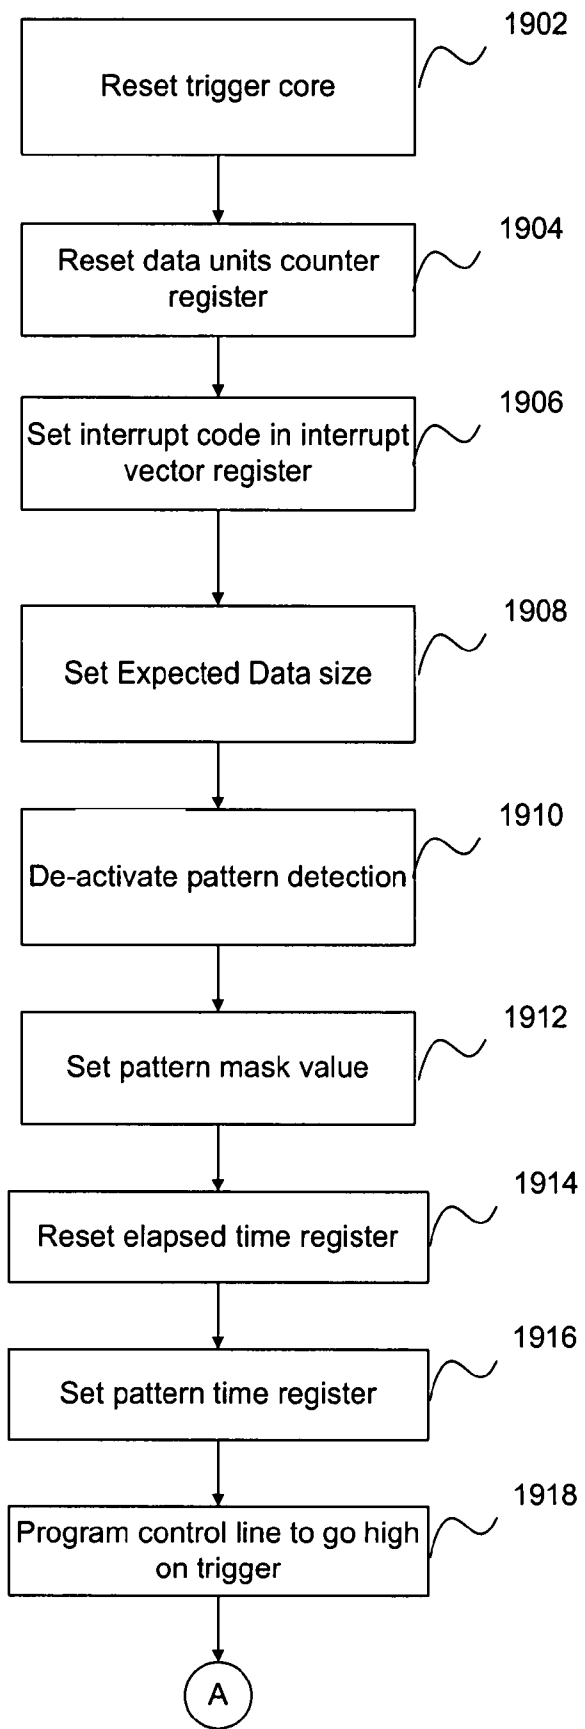 1902
Reset trigger core
1904
Reset data units counter
register
1906
Set interrupt code in interrupt
vector register
1908
Set Expected Data size
1910
De-activate pattern detection
1912
Set pattern mask value
1914
Reset elapsed time register
1916
Set pattern time register
1918
Program control line to go high
on trigger
A